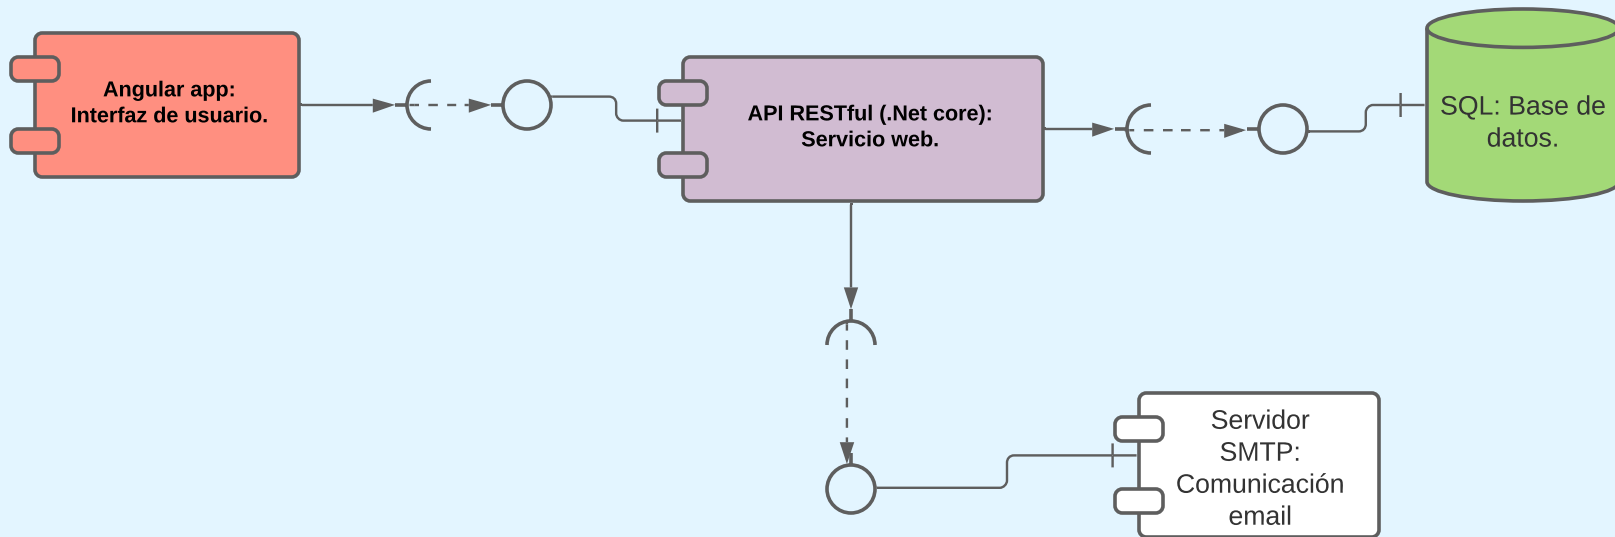 Angular app:
Interfaz de usuario.
API RESTful (.Net core):
Servicio web.
SQL: Base de
datos.
Servidor
SMTP:
Comunicación
email